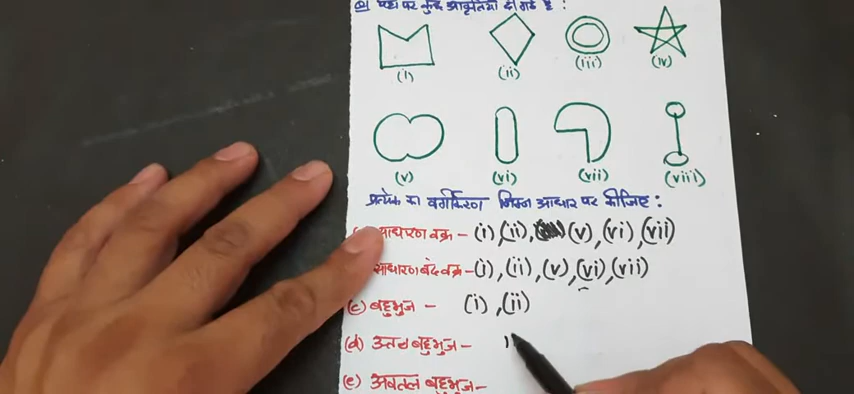 यहाँ पर कुछ आकृतियाँ दी गई है :
(i) (ii) (iii) (iv)
(v) (vi) (vii) (viii)
प्रत्येक का वर्गीकरण निम्न आधार पर कीजिए :
साधारण वक्र - (i), (ii), (v), (vi), (vii)
साधारण बंद वक्र - (i), (ii), (v), (vi), (vii)
(c) बहुभुज - (i), (ii)
(d) उत्तल बहुभुज -
(e) अवतल बहुभुज -